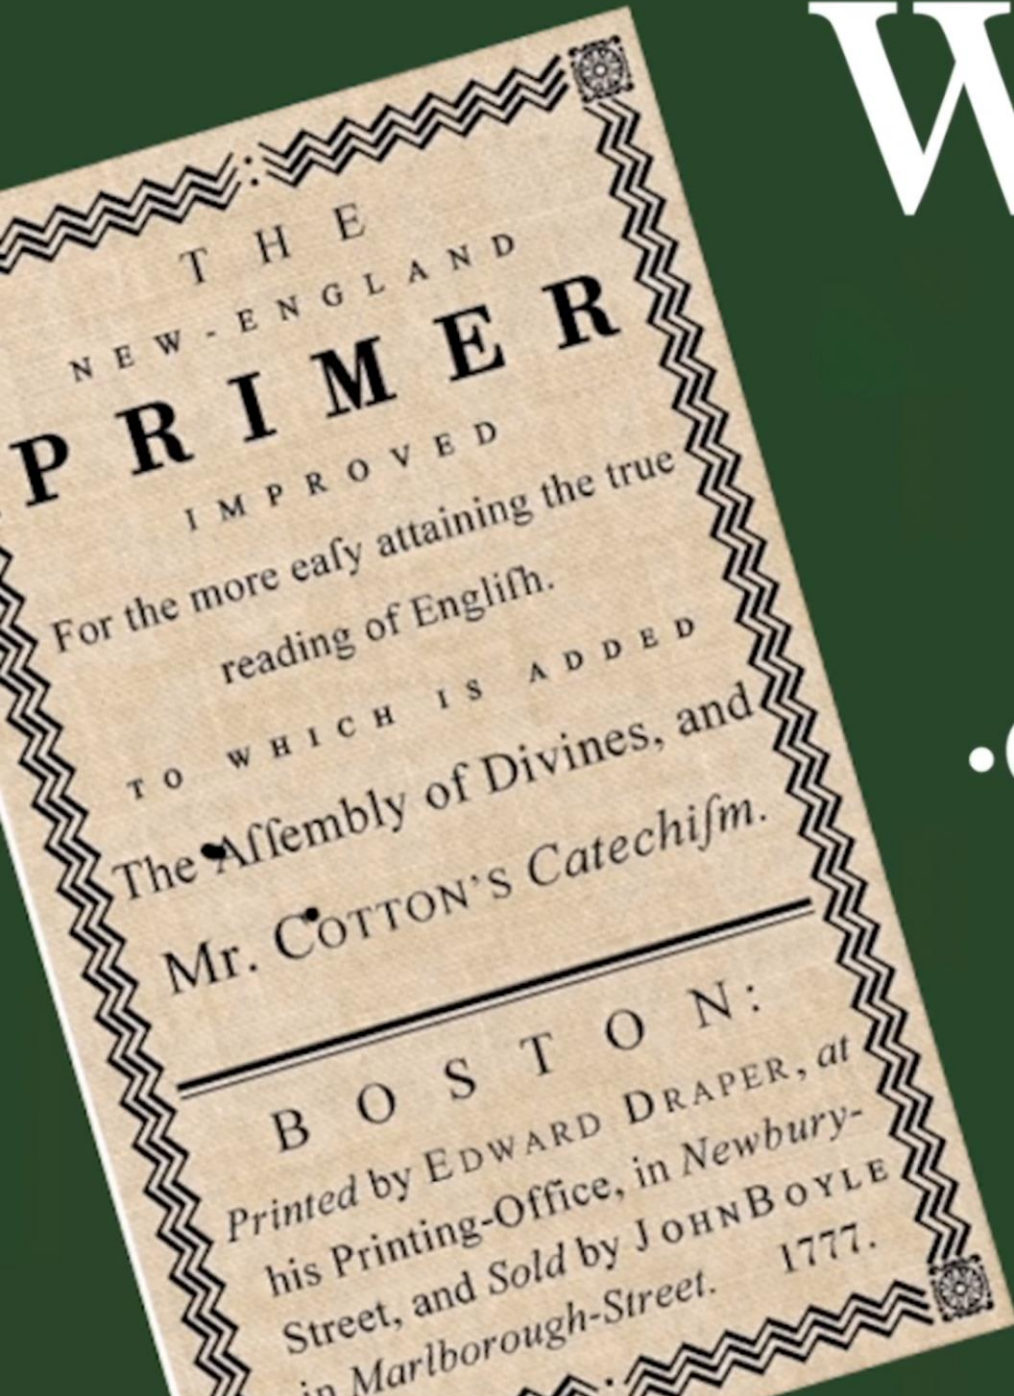 THE
NEW-ENGLAND
PRIMER
IMPROVED
For the more eaſy attaining the true
reading of Engliſh.
TO WHICH IS ADDED
The Aſſembly of Divines, and
Mr. COTTON'S Catechiſm.
BOSTON:
Printed by EDWARD DRAPER, at
his Printing-Office, in Newbury-
Street, and Sold by JOHN BOYLE
in Marlborough-Street. 1777.
W